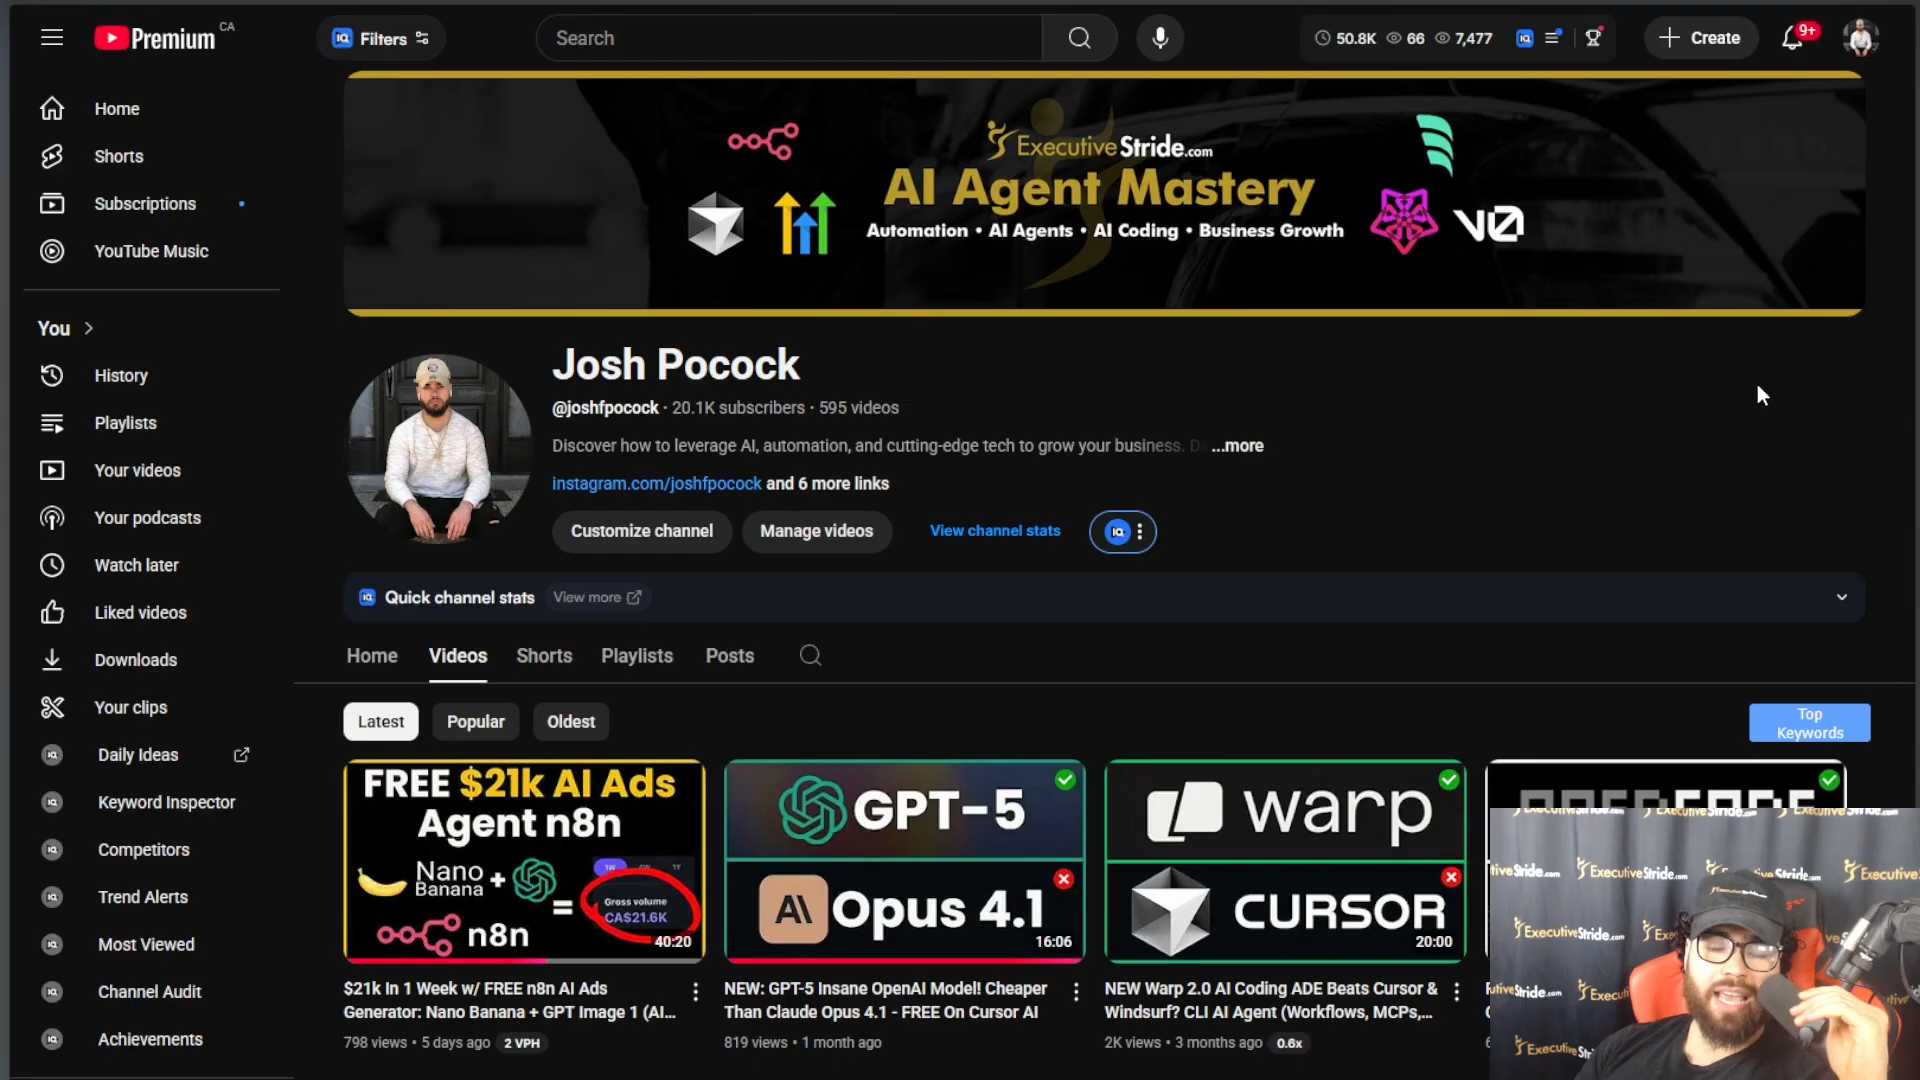 Premium CA
Filters
Search
50.8K 66 7,477
Create
9+
Home
Shorts
Subscriptions
YouTube Music
You
History
Playlists
Your videos
Your podcasts
Watch later
Liked videos
Downloads
Your clips
Daily Ideas
Keyword Inspector
Competitors
Trend Alerts
Most Viewed
Channel Audit
Achievements
ExecutiveStride.com
AI Agent Mastery
Automation • AI Agents • AI Coding • Business Growth
v0
Josh Pocock
@joshfpocock · 20.1K subscribers · 595 videos
Discover how to leverage AI, automation, and cutting-edge tech to grow your business. D ...more
instagram.com/joshfpocock and 6 more links
Customize channel
Manage videos
View channel stats
Quick channel stats
View more
Home
Videos
Shorts
Playlists
Posts
Latest
Popular
Oldest
Top
Keywords
FREE $21k AI Ads
Agent n8n
Nano
Banana
+
=
n8n
1W 1Y
Gross volume
CA$21.6K
40:20
$21k In 1 Week w/ FREE n8n AI Ads
Generator: Nano Banana + GPT Image 1 (AI...
798 views • 5 days ago 2 VPH
GPT-5
AI
Opus 4.1
16:06
NEW: GPT-5 Insane OpenAI Model! Cheaper
Than Claude Opus 4.1 - FREE On Cursor AI
819 views • 1 month ago
warp
CURSOR
20:00
NEW Warp 2.0 AI Coding ADE Beats Cursor &
Windsurf? CLI AI Agent (Workflows, MCPs,...
2K views • 3 months ago 0.6x
ExecutiveStride.com
ExecutiveStride.com
ExecutiveStride.com